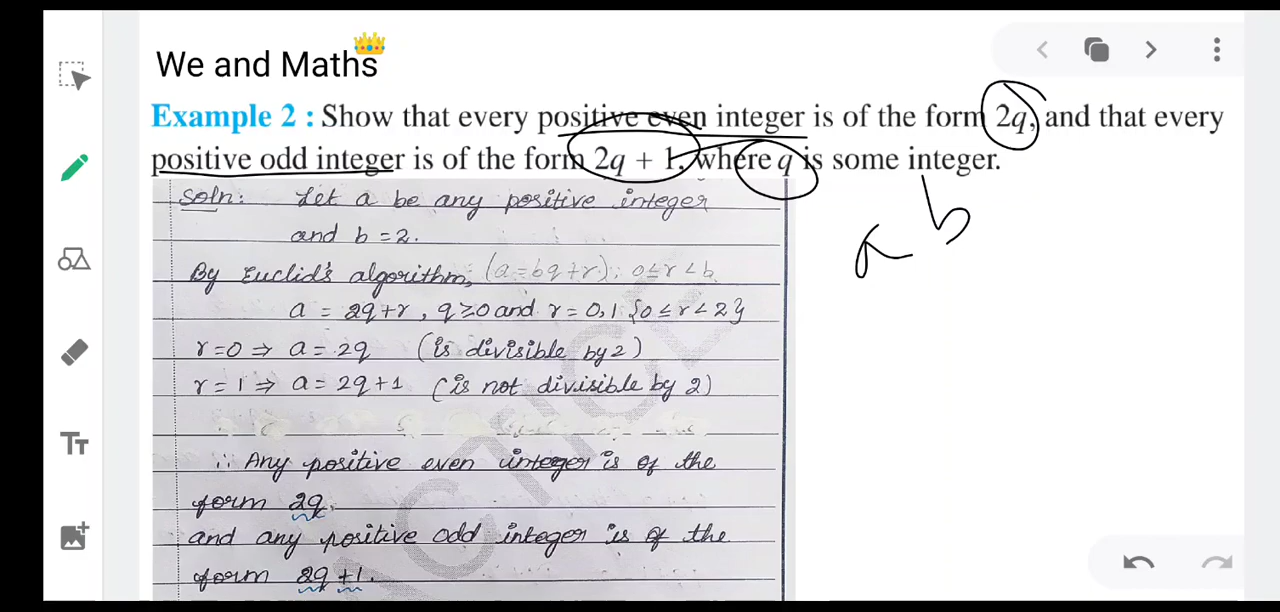 We and Maths
Example 2 : Show that every positive even integer is of the form 2q, and that every
positive odd integer is of the form 2q + 1, where q is some integer.
Soln: Let a be any positive integer
and b = 2.
By Euclid's algorithm, (a = bq + r); 0 ≤ r < b
a = 2q + r, q ≥ 0 and r = 0, 1 {0 ≤ r < 2}
r = 0 ⇒ a = 2q (is divisible by 2)
r = 1 ⇒ a = 2q + 1 (is not divisible by 2)
∴ Any positive even integer is of the
form 2q.
and any positive odd integer is of the
form 2q + 1.
a b
TT